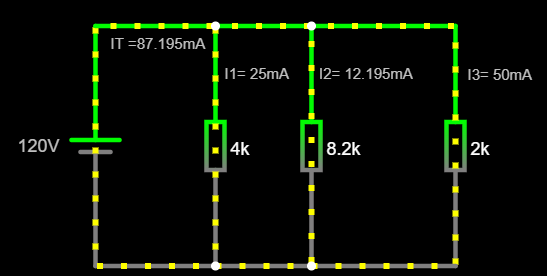 IT =87.195mA
I1= 25mA
I2= 12.195mA
I3= 50mA
120V
4k
8.2k
2k